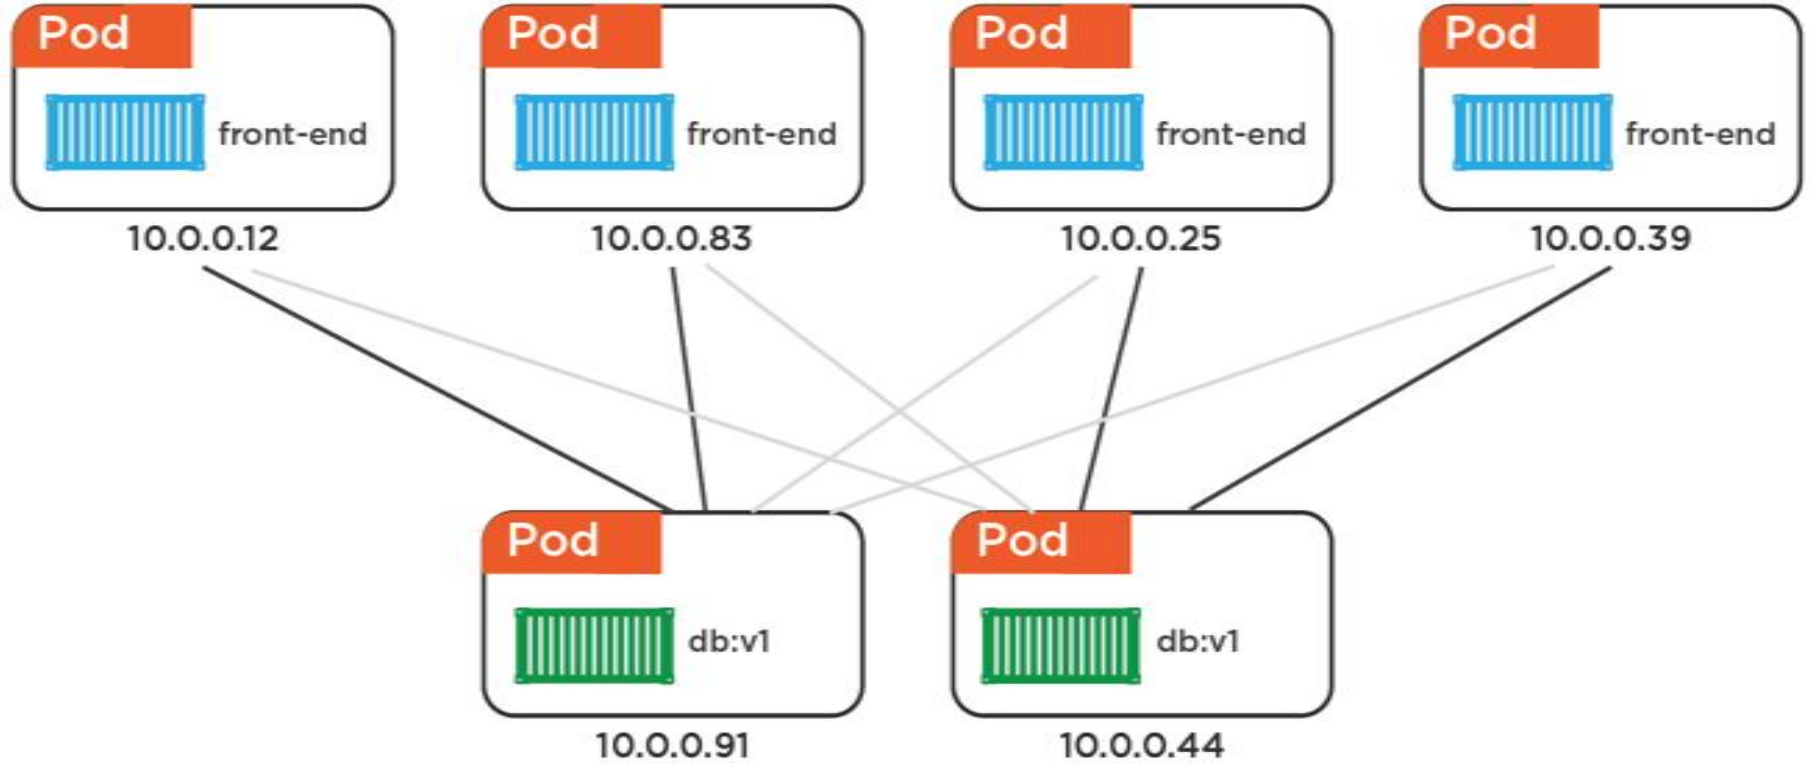 Pod
Pod
Pod
Pod
front-end
front-end
front-end
front-end
10.0.0.12
10.0.0.83
10.0.0.25
10.0.0.39
Pod
Pod
db:v1
db:v1
10.0.0.91
10.0.0.44